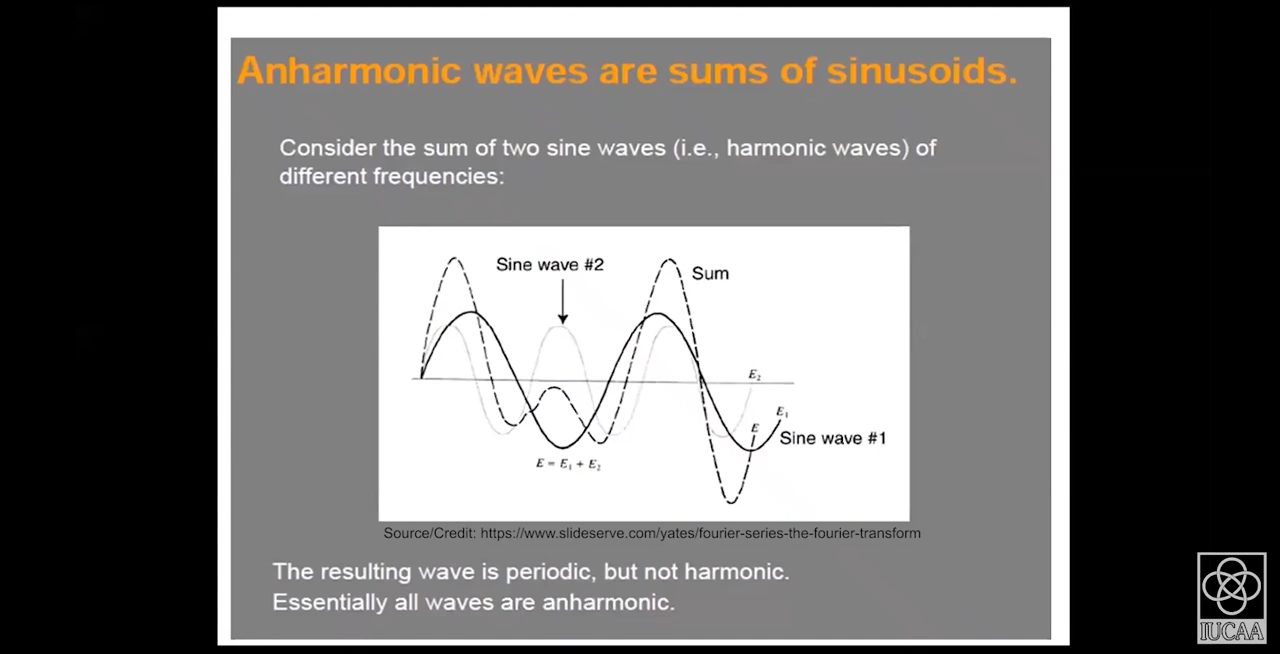 Anharmonic waves are sums of sinusoids.
Consider the sum of two sine waves (i.e., harmonic waves) of
different frequencies:
Sine wave #2
Sum
E₂
E₁
E
Sine wave #1
E = E₁ + E₂
Source/Credit: https://www.slideserve.com/yates/fourier-series-the-fourier-transform
The resulting wave is periodic, but not harmonic.
Essentially all waves are anharmonic.
IUCAA